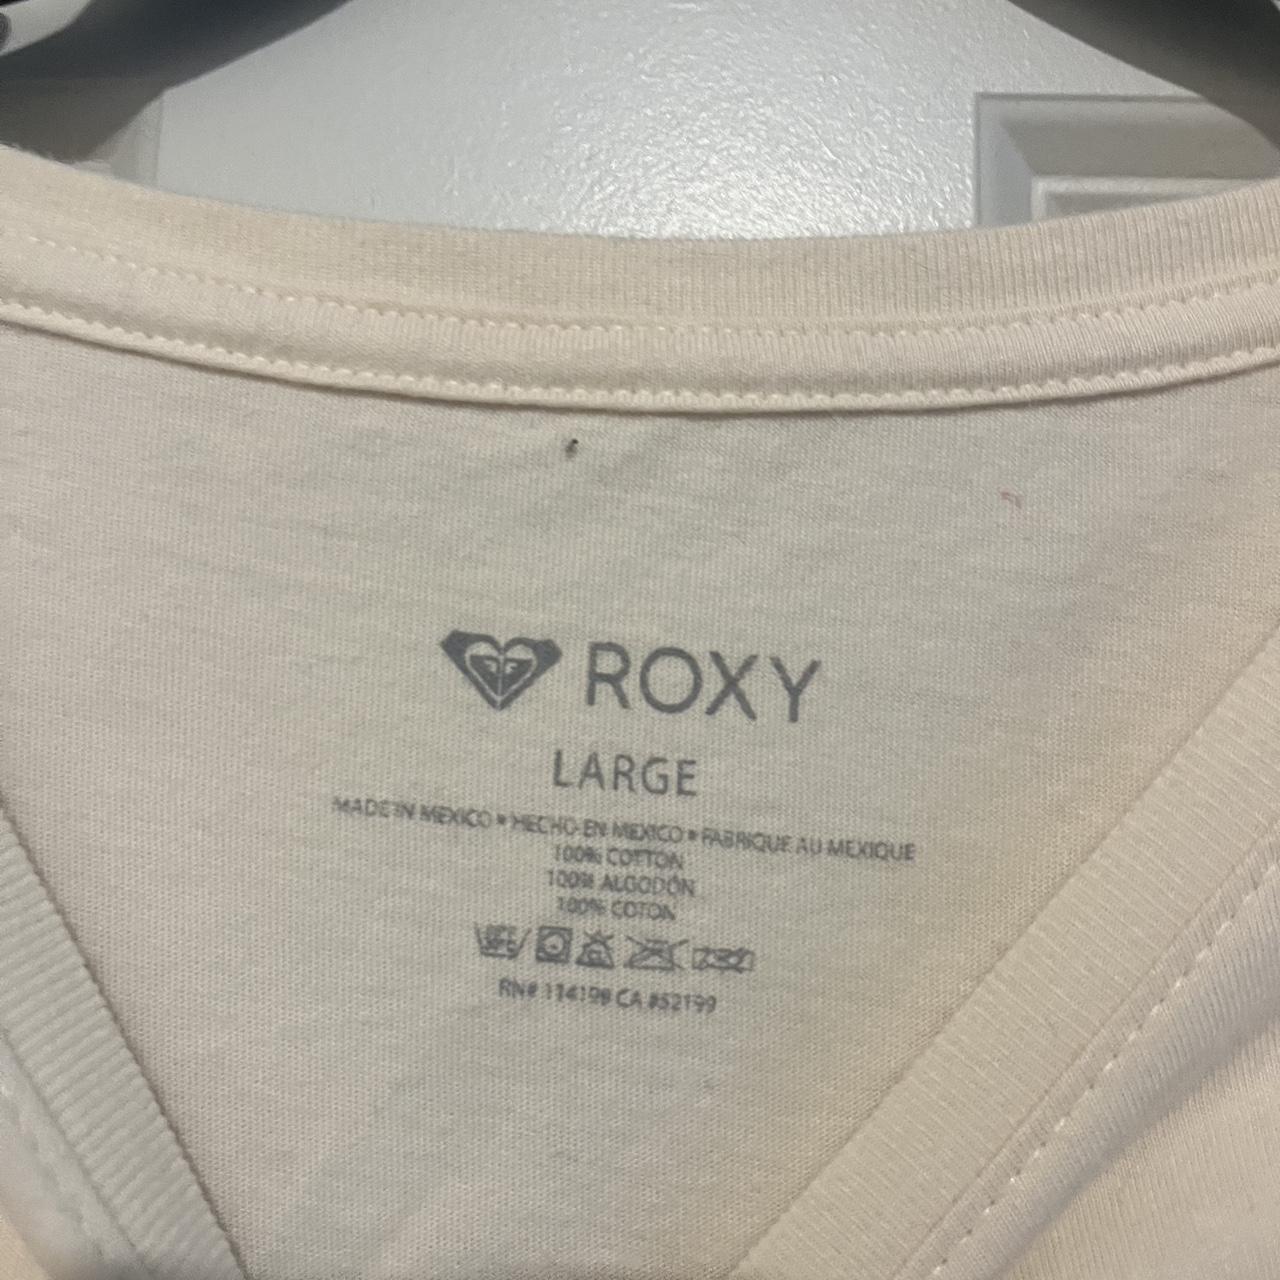 ROXY
LARGE
MADE IN MEXICO • HECHO EN MEXICO • FABRIQUE AU MEXIQUE
100% COTTON
100% ALGODÓN
100% COTON
RN# 114198 CA #52199